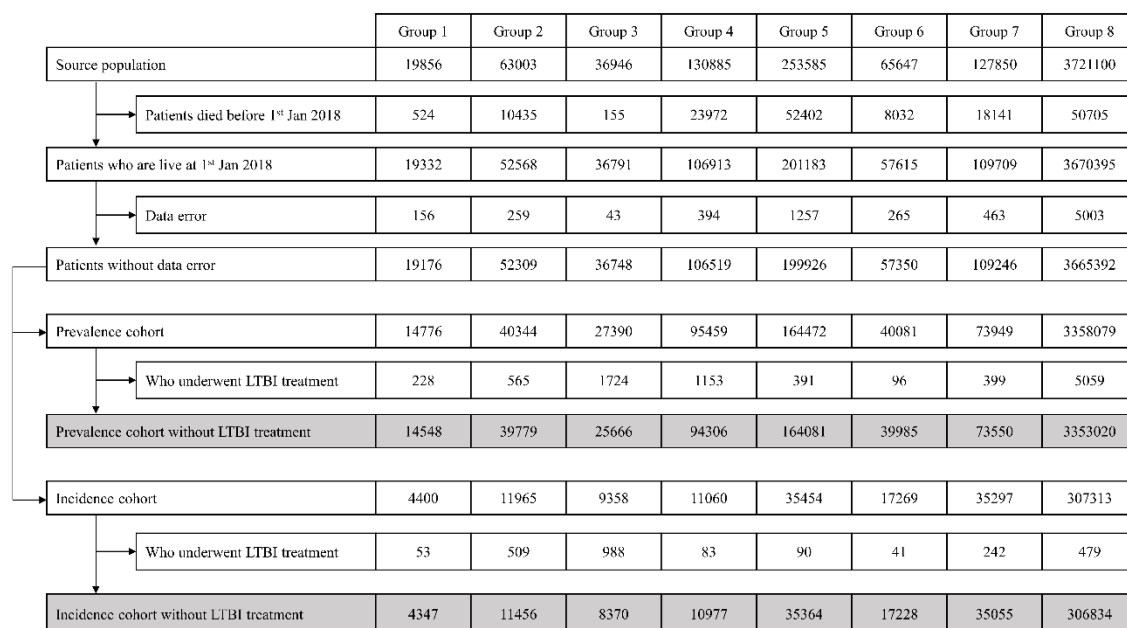 Group 1 Group 2 Group 3 Group 4 Group 5 Group 6 Group 7 Group 8
Source population 19856 63003 36946 130885 253585 65647 127850 3721100
Patients died before 1st Jan 2018 524 10435 155 23972 52402 8032 18141 50705
Patients who are live at 1st Jan 2018 19332 52568 36791 106913 201183 57615 109709 3670395
Data error 156 259 43 394 1257 265 463 5003
Patients without data error 19176 52309 36748 106519 199926 57350 109246 3665392
Prevalence cohort 14776 40344 27390 95459 164472 40081 73949 3358079
Who underwent LTBI treatment 228 565 1724 1153 391 96 399 5059
Prevalence cohort without LTBI treatment 14548 39779 25666 94306 164081 39985 73550 3353020
Incidence cohort 4400 11965 9358 11060 35454 17269 35297 307313
Who underwent LTBI treatment 53 509 988 83 90 41 242 479
Incidence cohort without LTBI treatment 4347 11456 8370 10977 35364 17228 35055 306834